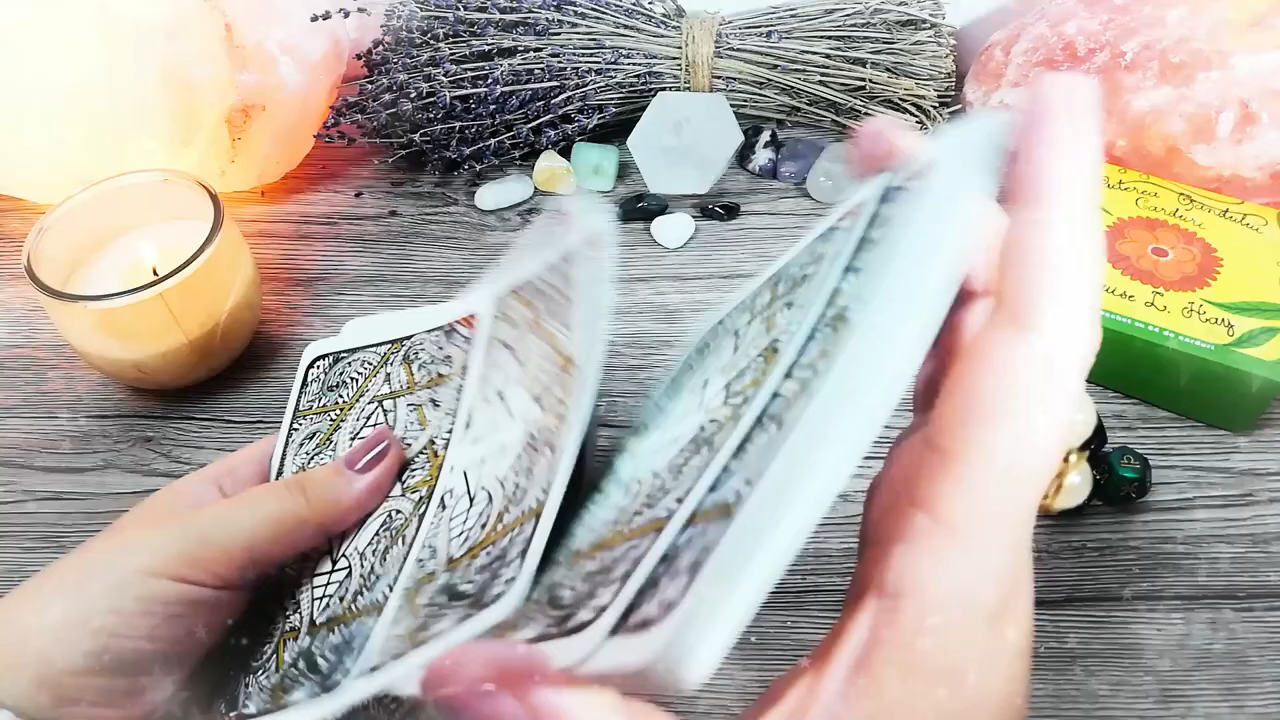 Puterea Gândului
Carduri
Louise L. Hay
Pachet cu 64 de carduri